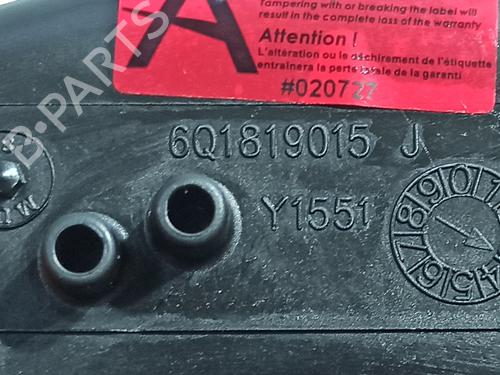 Tampering with or breaking the label will
result in the complete loss of the warranty
A
Attention !
L'altération ou le déchirement de l'étiquette
entraînera la perte totale de la garanti
#020727
B-PARTS
6Q1819015 J
Y1551